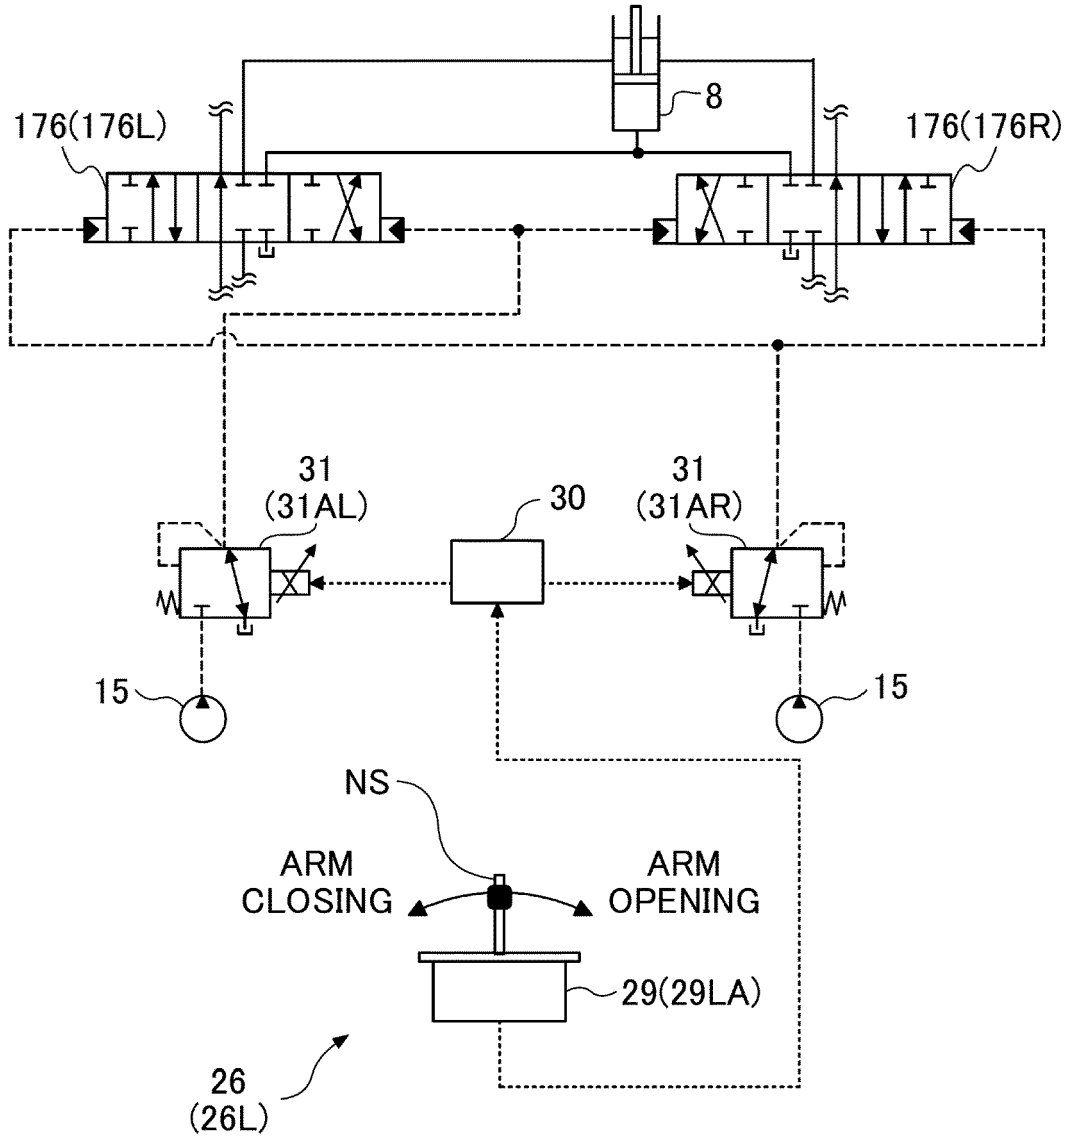 8
176(176L)
176(176R)
31
(31AL)
30
31
(31AR)
15
15
NS
ARM
CLOSING
ARM
OPENING
29(29LA)
26
(26L)